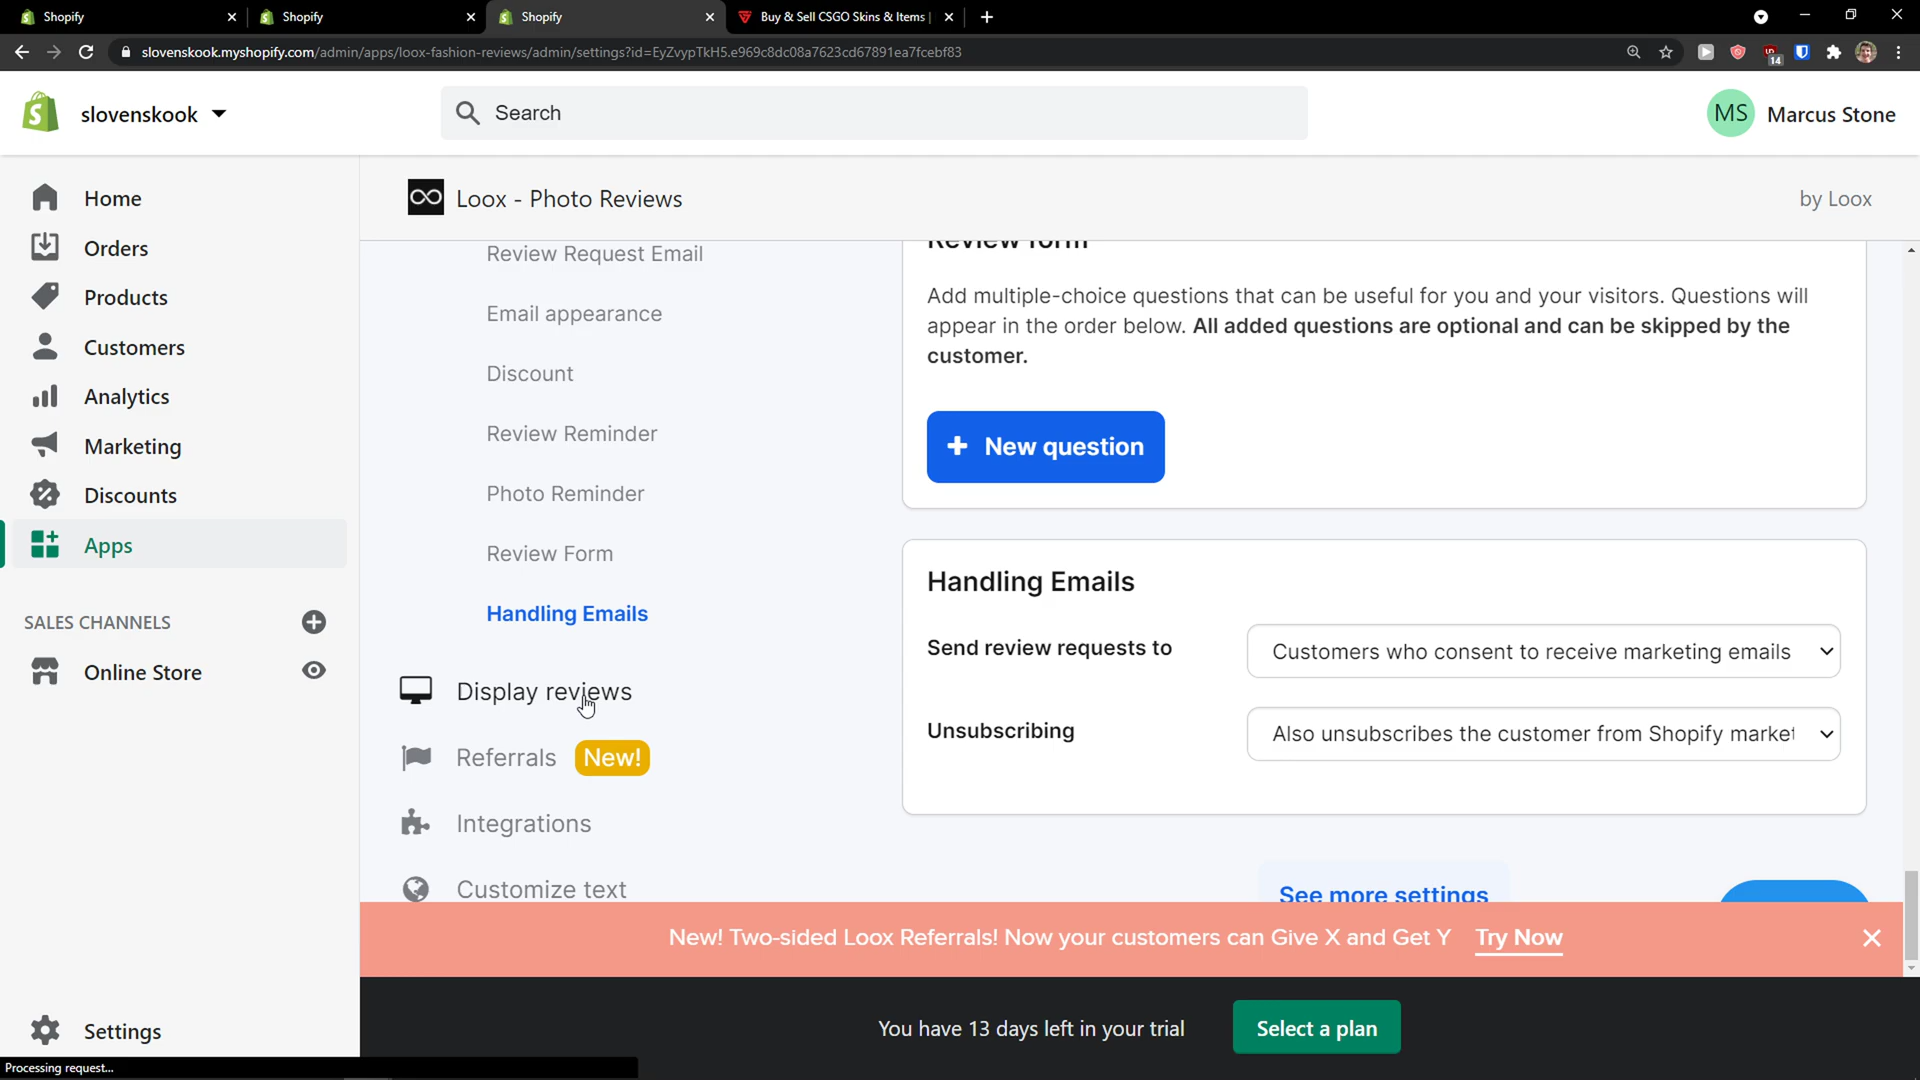 Shopify
Shopify
Shopify
Buy & Sell CSGO Skins & Items |
slovenskook.myshopify.com/admin/apps/loox-fashion-reviews/admin/settings?id=EyZvypTkH5.e969c8dc08a7623cd67891ea7fcebf83
14
slovenskook
Search
MS
Marcus Stone
Home
Orders
Products
Customers
Analytics
Marketing
Discounts
Apps
SALES CHANNELS
Online Store
Settings
Processing request...
Loox - Photo Reviews
by Loox
Review Request Email
Email appearance
Discount
Review Reminder
Photo Reminder
Review Form
Handling Emails
Display reviews
Referrals New!
Integrations
Customize text
Review form
Add multiple-choice questions that can be useful for you and your visitors. Questions will
appear in the order below. All added questions are optional and can be skipped by the
customer.
+ New question
Handling Emails
Send review requests to
Customers who consent to receive marketing emails
Unsubscribing
Also unsubscribes the customer from Shopify market
See more settings
New! Two-sided Loox Referrals! Now your customers can Give X and Get Y Try Now
You have 13 days left in your trial
Select a plan